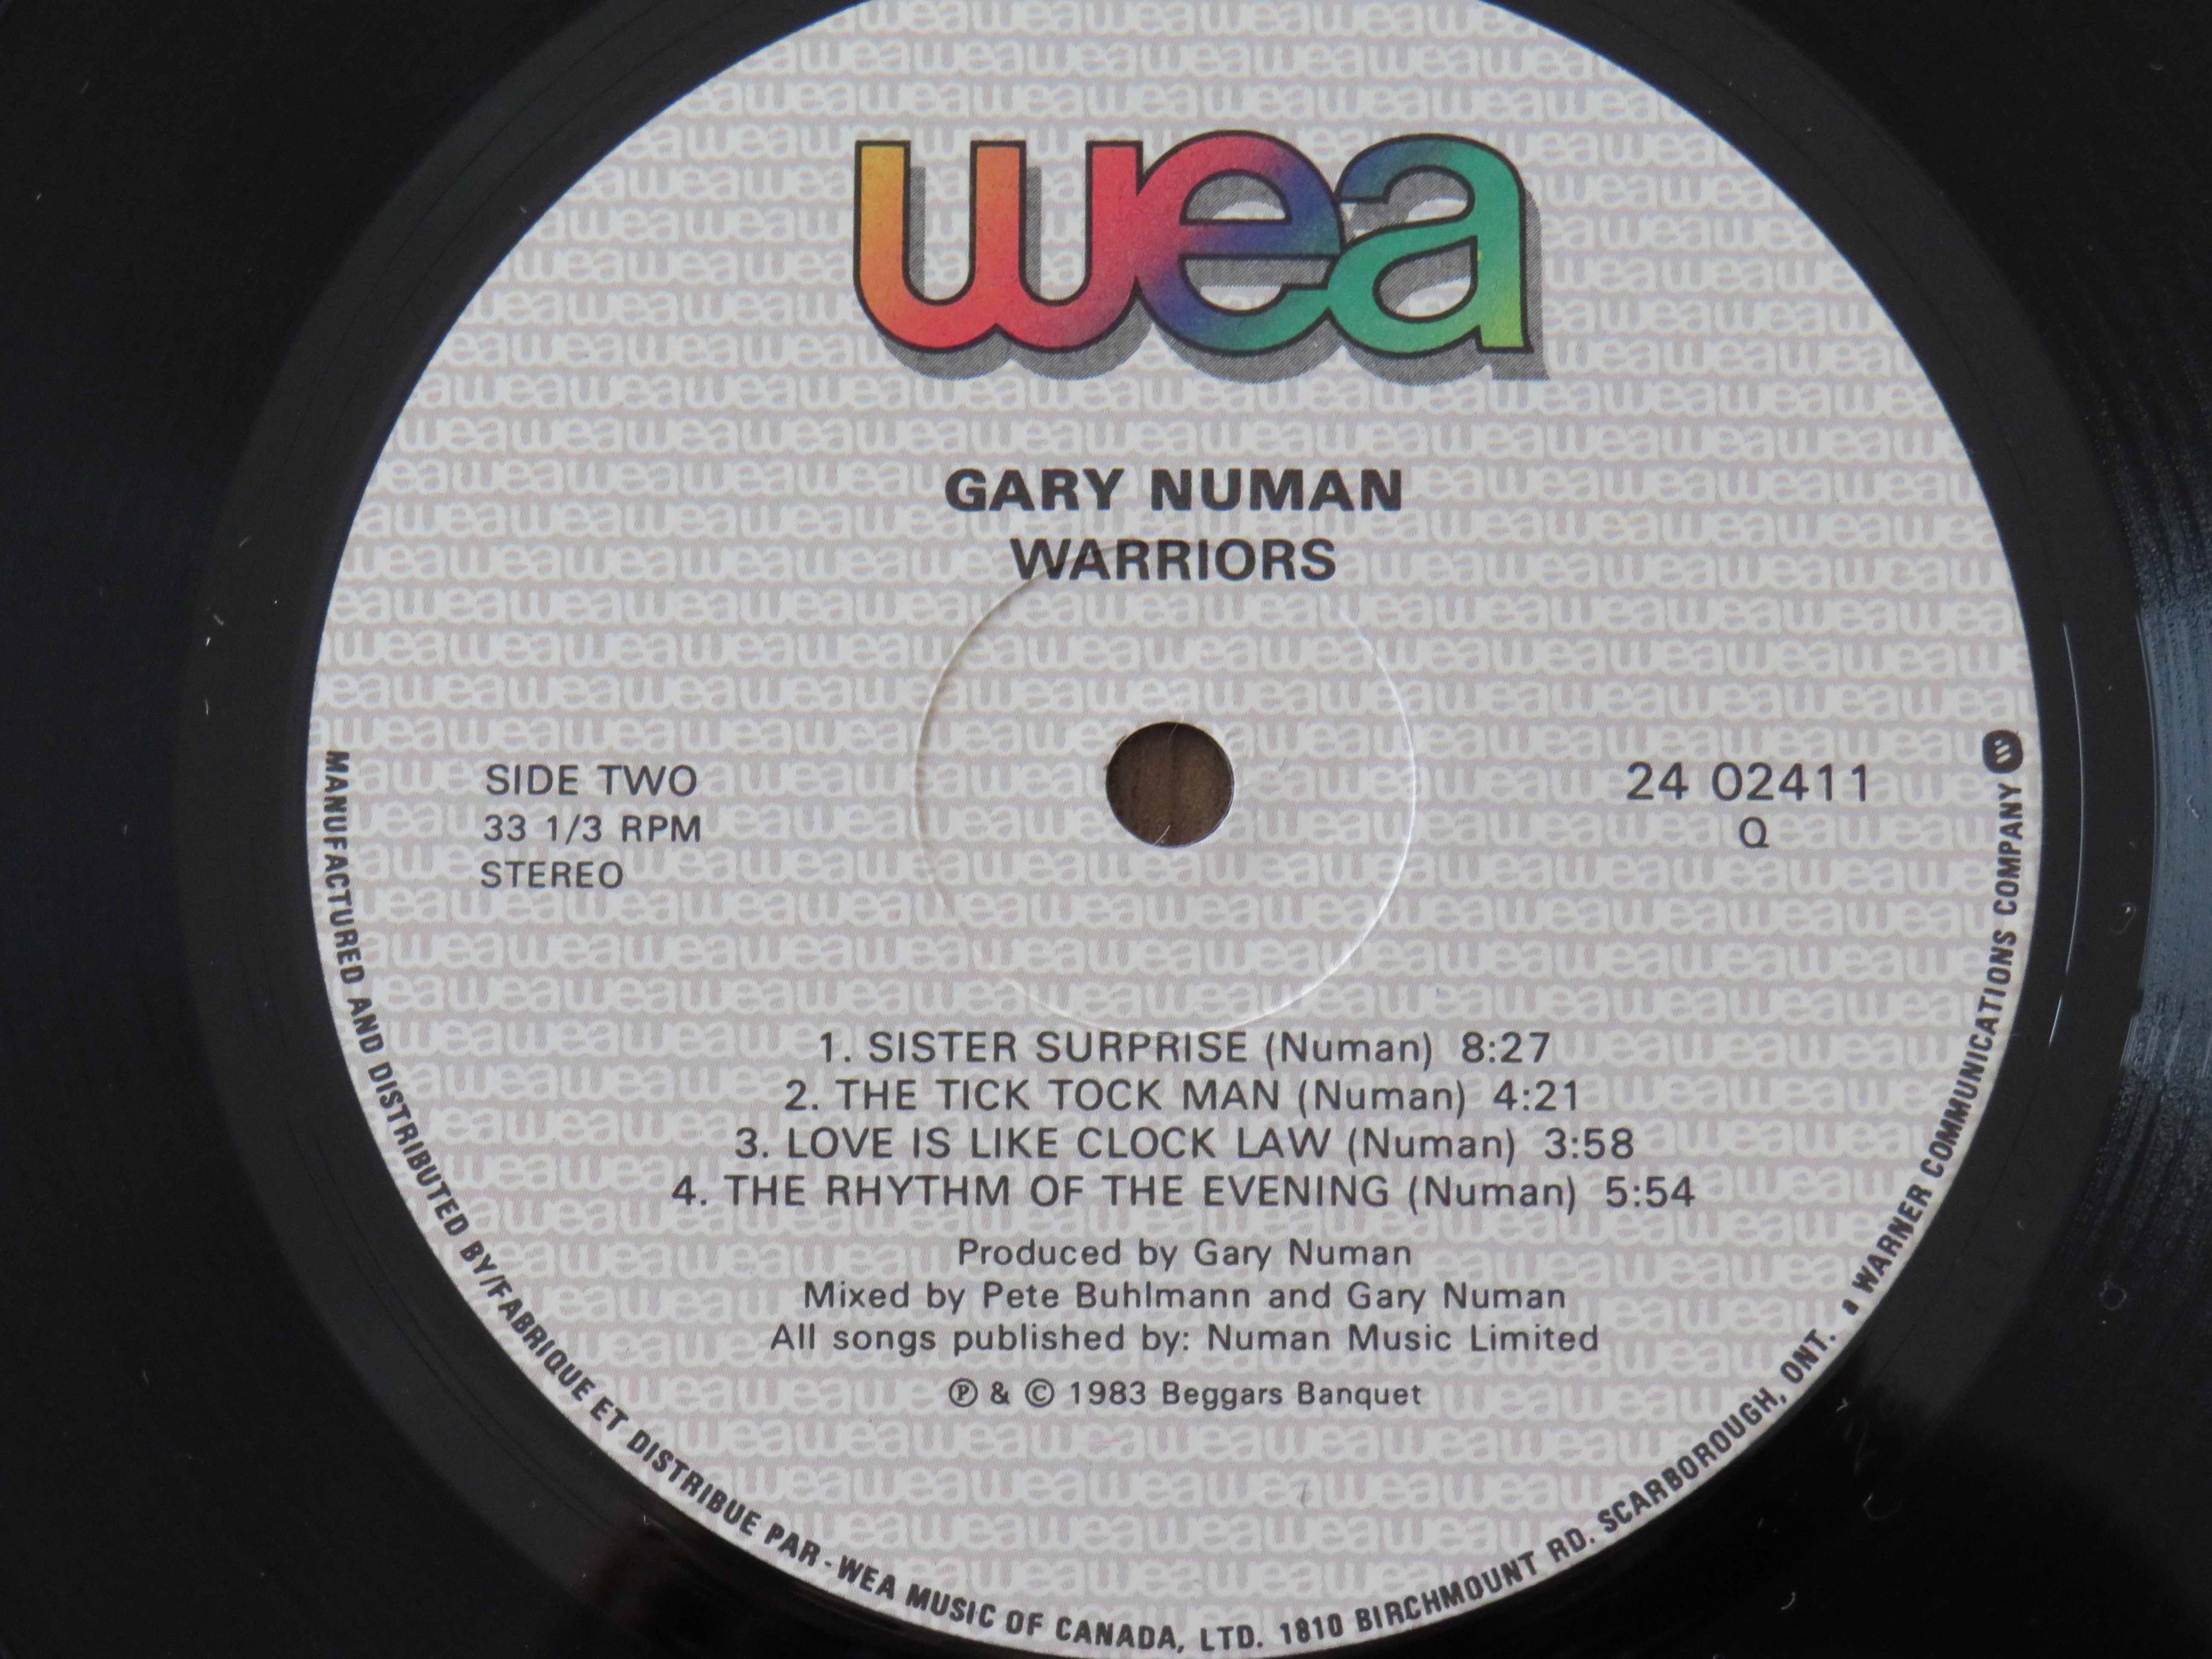 wea
GARY NUMAN
WARRIORS
SIDE TWO
33 1/3 RPM
STEREO
24 02411
Q
1. SISTER SURPRISE (Numan) 8:27
2. THE TICK TOCK MAN (Numan) 4:21
3. LOVE IS LIKE CLOCK LAW (Numan) 3:58
4. THE RHYTHM OF THE EVENING (Numan) 5:54
Produced by Gary Numan
Mixed by Pete Buhlmann and Gary Numan
All songs published by: Numan Music Limited
℗ & © 1983 Beggars Banquet
MANUFACTURED AND DISTRIBUTED BY/FABRIQUE ET DISTRIBUE PAR - WEA MUSIC OF CANADA, LTD. 1810 BIRCHMOUNT RD. SCARBOROUGH, ONT. a WARNER COMMUNICATIONS COMPANY